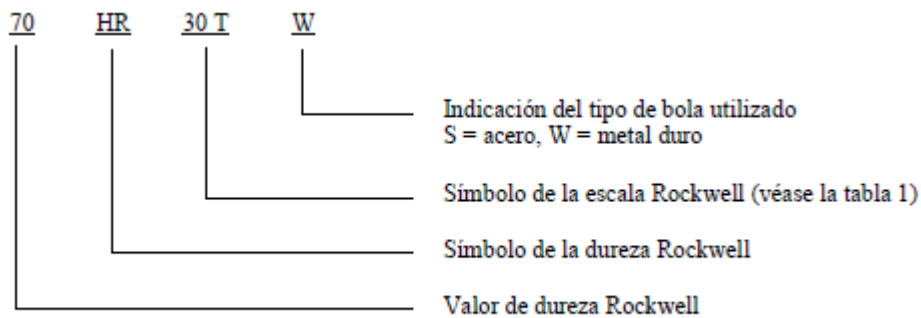 70 HR 30 T W
Indicación del tipo de bola utilizado
S = acero, W = metal duro
Símbolo de la escala Rockwell (véase la tabla 1)
Símbolo de la dureza Rockwell
Valor de dureza Rockwell